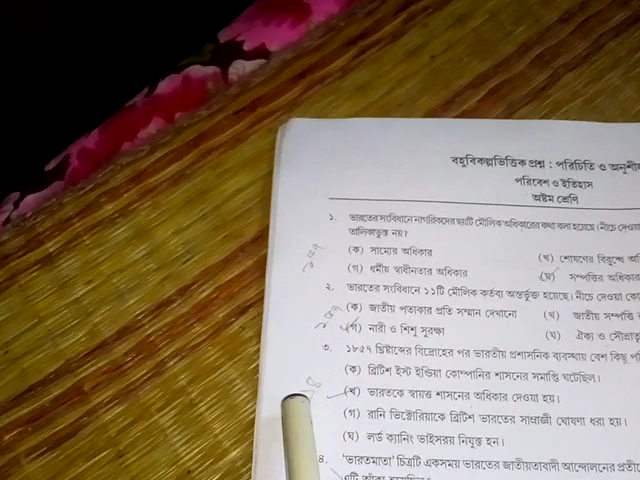 বহুবিকল্পভিত্তিক প্রশ্ন : পরিচিতি ও
পরিবেশ ও ইতিহাস
অষ্টম শ্রেণি
১. ভারতের সংবিধানে নাগরিকদের ছয়টি মৌলিক অধিকারের কথা বলা হয়েছে। নীচে দেওয়া
তালিকাভুক্ত নয়?
(ক) সাম্যের অধিকার
(খ) শোষণের বিরুদ্ধে
(গ) ধর্মীয় স্বাধীনতার অধিকার
(ঘ) সম্পত্তির অধিকার
২. ভারতের সংবিধানে ১১টি মৌলিক কর্তব্য অন্তর্ভুক্ত হয়েছে। নীচে দেওয়া
(ক) জাতীয় পতাকার প্রতি সম্মান দেখানো
(খ) জাতীয় সম্পত্তি
(গ) নারী ও শিশু সুরক্ষা
(ঘ) ঐক্য ও
৩. ১৮৫৭ খ্রিষ্টাব্দের বিদ্রোহের পর ভারতীয় প্রশাসনিক ব্যবস্থায় বেশ কিছু
(ক) ব্রিটিশ ইস্ট ইন্ডিয়া কোম্পানির শাসনের সমাপ্তি ঘটেছিল।
(খ) ভারতকে স্বায়ত্ত শাসনের অধিকার দেওয়া হয়।
(গ) রানি ভিক্টোরিয়াকে ব্রিটিশ ভারতের সাম্রাজ্ঞী ঘোষণা করা হয়।
(ঘ) লর্ড ক্যানিং ভাইসরয় নিযুক্ত হন।
৪. 'ভারতমাতা' চিত্রটি একসময় ভারতের জাতীয়তাবাদী আন্দোলনের